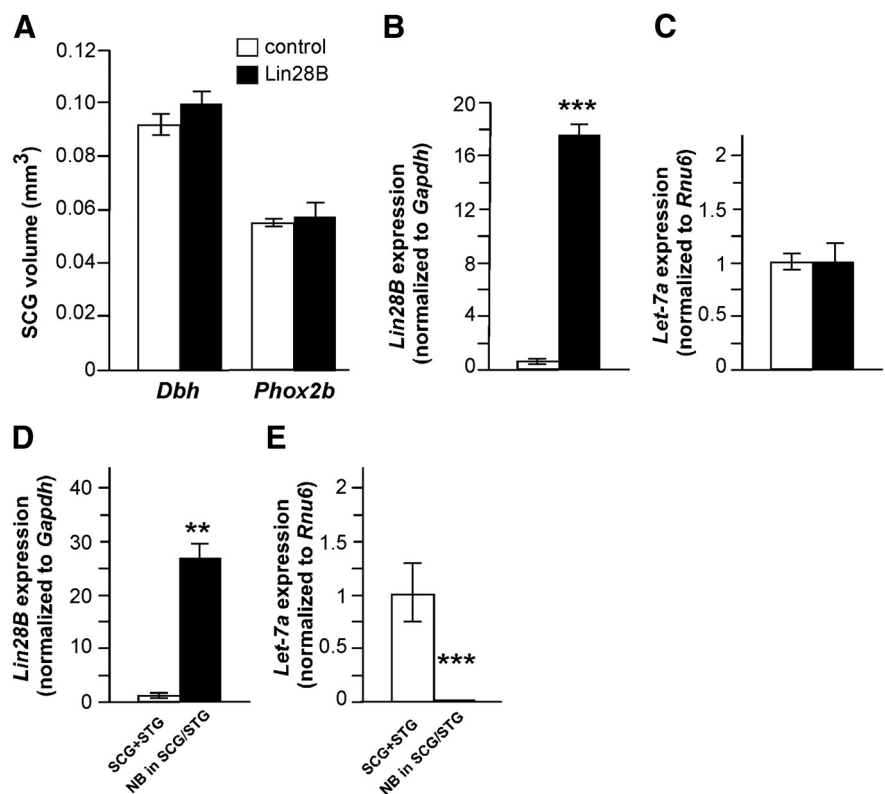 A
0.12
0.10
0.08
0.06
0.04
0.02
0
SCG volume (mm3)
control
Lin28B
Dbh
Phox2b
B
20
16
12
8
4
0
Lin28B expression
(normalized to Gapdh)
***
C
2
1.5
1
0.5
0
Let-7a expression
(normalized to Rnu6)
D
40
30
20
10
0
Lin28B expression
(normalized to Gapdh)
**
SCG+STG
NB in SCG/STG
E
2
1.5
1
0.5
0
Let-7a expression
(normalized to Rnu6)
***
SCG+STG
NB in SCG/STG